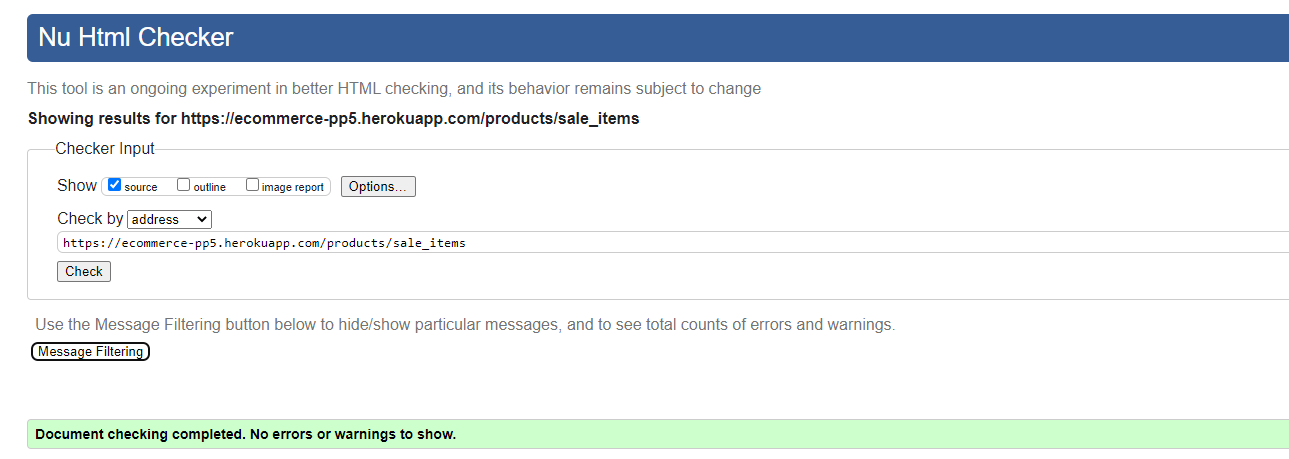 Nu Html Checker
This tool is an ongoing experiment in better HTML checking, and its behavior remains subject to change
Showing results for https://ecommerce-pp5.herokuapp.com/products/sale_items
Checker Input
Show source outline image report Options...
Check by address
https://ecommerce-pp5.herokuapp.com/products/sale_items
Check
Use the Message Filtering button below to hide/show particular messages, and to see total counts of errors and warnings.
Message Filtering
Document checking completed. No errors or warnings to show.